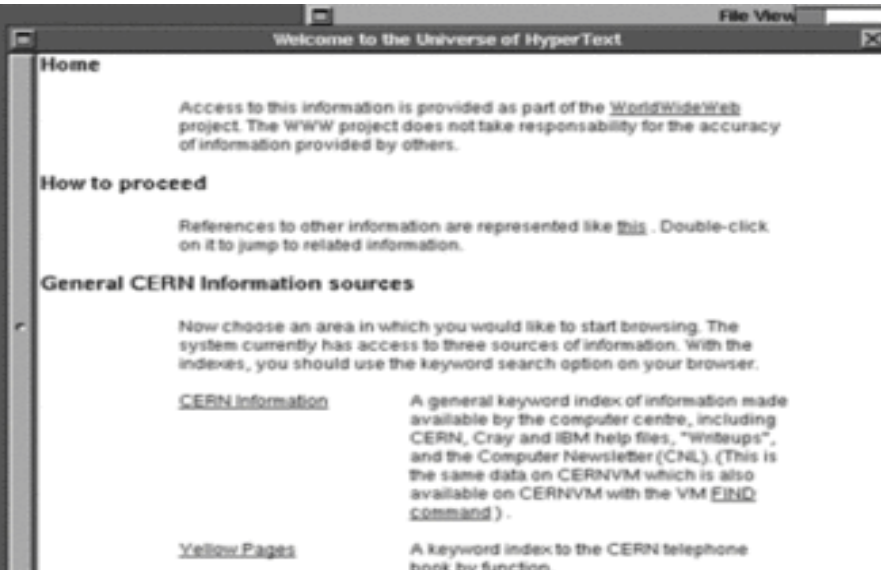 File View
Welcome to the Universe of HyperText
Home
Access to this information is provided as part of the WorldWideWeb
project. The WWW project does not take responsability for the accuracy
of information provided by others.
How to proceed
References to other information are represented like this . Double-click
on it to jump to related information.
General CERN Information sources
Now choose an area in which you would like to start browsing. The
system currently has access to three sources of information. With the
indexes, you should use the keyword search option on your browser.
CERN Information
A general keyword index of information made
available by the computer centre, including
CERN, Cray and IBM help files, "Writeups",
and the Computer Newsletter (CNL). (This is
the same data on CERNVM which is also
available on CERNVM with the VM FIND
command ) .
Yellow Pages
A keyword index to the CERN telephone
book by function.